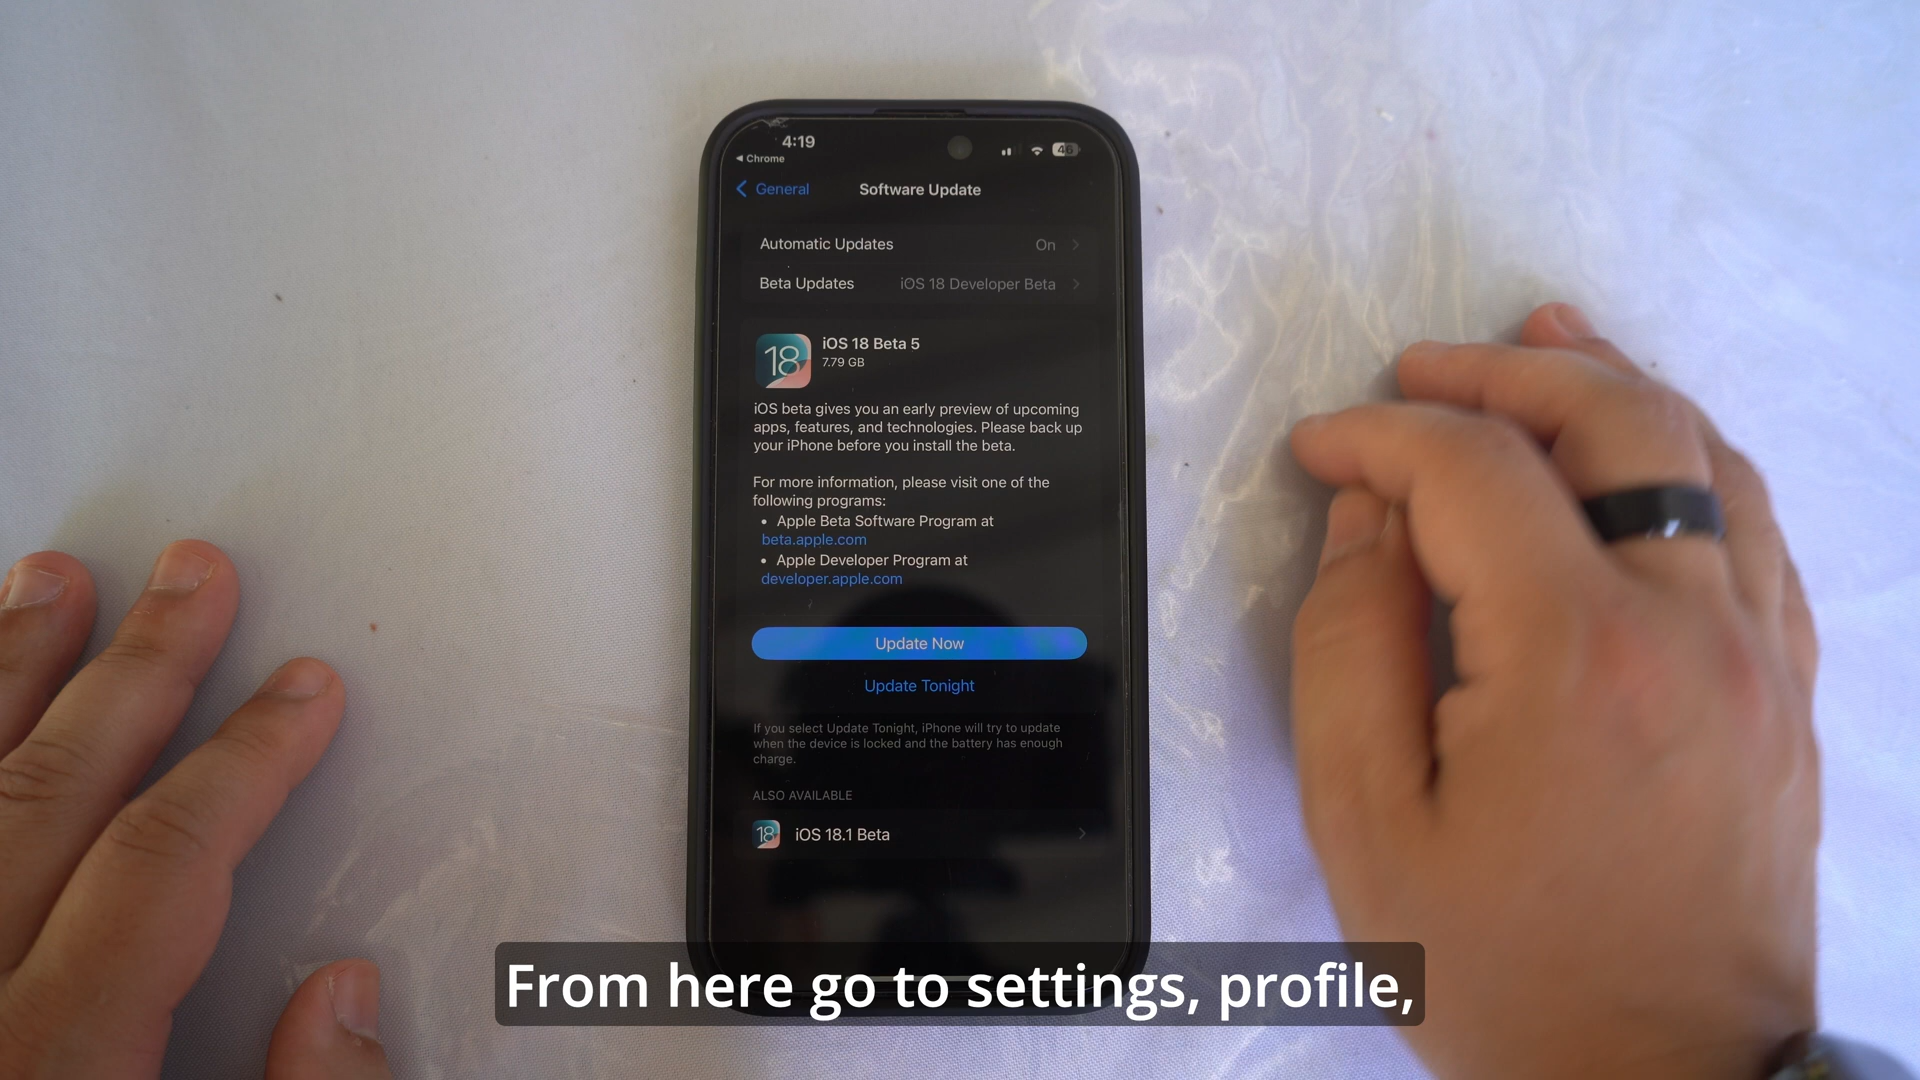 4:19
46
◀ Chrome
General
Software Update
Automatic Updates On
Beta Updates iOS 18 Developer Beta
18
iOS 18 Beta 5
7.79 GB
iOS beta gives you an early preview of upcoming
apps, features, and technologies. Please back up
your iPhone before you install the beta.
For more information, please visit one of the
following programs:
• Apple Beta Software Program at
beta.apple.com
• Apple Developer Program at
developer.apple.com
Update Now
Update Tonight
If you select Update Tonight, iPhone will try to update
when the device is locked and the battery has enough
charge.
ALSO AVAILABLE
18
iOS 18.1 Beta
From here go to settings, profile,